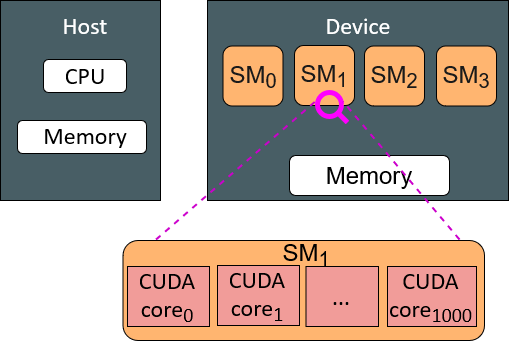 Host
CPU
Memory
Device
SM0
SM1
SM2
SM3
Memory
SM1
CUDA
core0
CUDA
core1
...
CUDA
core1000